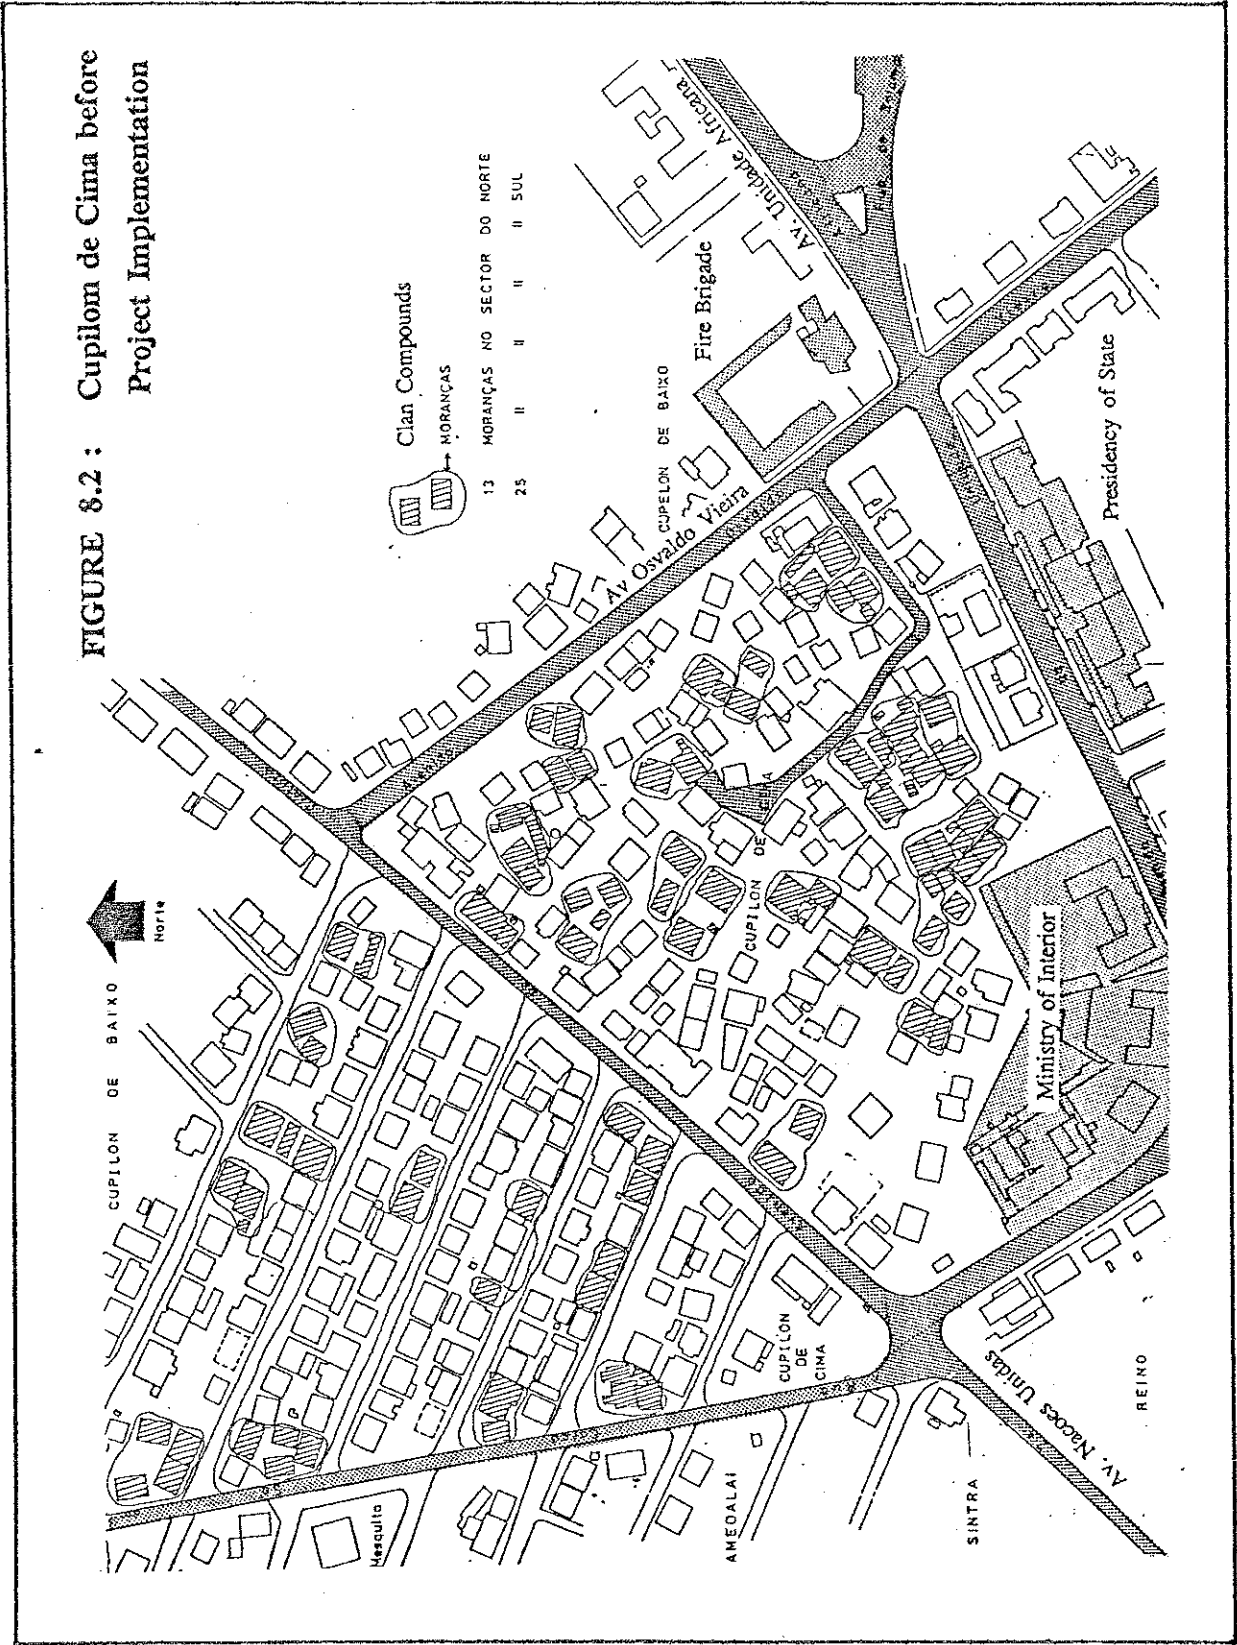 FIGURE 8.2 : Cupilom de Cima before
Project Implementation
Clan Compounds
MORANÇAS
13 MORANÇAS NO SECTOR DO NORTE
25 " " " " SUL
Norte
CUPILON DE BAIXO
CUPELON DE BAIXO
Av Osvaldo Vieira
Fire Brigade
Av. Unidade Africana
Presidency of State
CUPILON DE CIMA
Ministry of Interior
CUPILON
DE
CIMA
Mesquita
AMEDALAI
SINTRA
Av. Nacoes Unidas
REINO